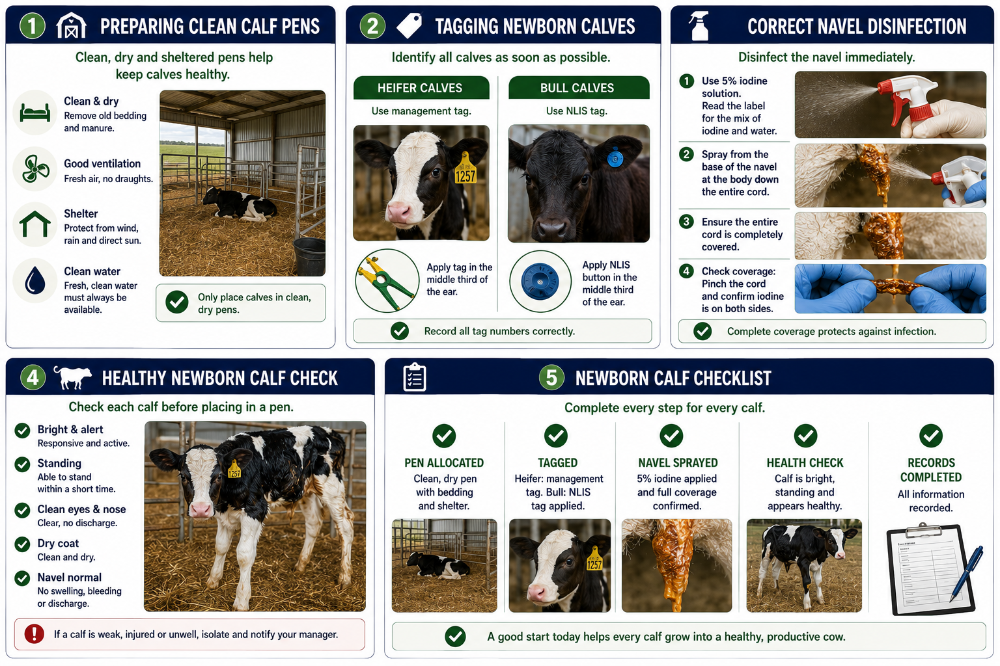 1
PREPARING CLEAN CALF PENS
Clean, dry and sheltered pens help
keep calves healthy.
Clean & dry
Remove old bedding
and manure.
Good ventilation
Fresh air, no draughts.
Shelter
Protect from wind,
rain and direct sun.
Clean water
Fresh, clean water
must always be
available.
Only place calves in clean,
dry pens.
2
TAGGING NEWBORN CALVES
Identify all calves as soon as possible.
HEIFER CALVES
Use management tag.
1257
Apply tag in the
middle third of
the ear.
BULL CALVES
Use NLIS tag.
Apply NLIS
button in the
middle third
of the ear.
Record all tag numbers correctly.
CORRECT NAVEL DISINFECTION
Disinfect the navel immediately.
1
Use 5% iodine
solution.
Read the label
for the mix of
iodine and water.
2
Spray from the
base of the navel
at the body down
the entire cord.
3
Ensure the entire
cord is completely
covered.
4
Check coverage:
Pinch the cord
and confirm iodine
is on both sides.
Complete coverage protects against infection.
4
HEALTHY NEWBORN CALF CHECK
Check each calf before placing in a pen.
Bright & alert
Responsive and active.
Standing
Able to stand
within a short time.
Clean eyes & nose
Clear, no discharge.
Dry coat
Clean and dry.
Navel normal
No swelling, bleeding
or discharge.
1257
If a calf is weak, injured or unwell, isolate and notify your manager.
5
NEWBORN CALF CHECKLIST
Complete every step for every calf.
PEN ALLOCATED
Clean, dry pen
with bedding
and shelter.
TAGGED
Heifer: management
tag. Bull: NLIS
tag applied.
1257
NAVEL SPRAYED
5% iodine applied
and full coverage
confirmed.
HEALTH CHECK
Calf is bright,
standing and
appears healthy.
RECORDS
COMPLETED
All information
recorded.
A good start today helps every calf grow into a healthy, productive cow.